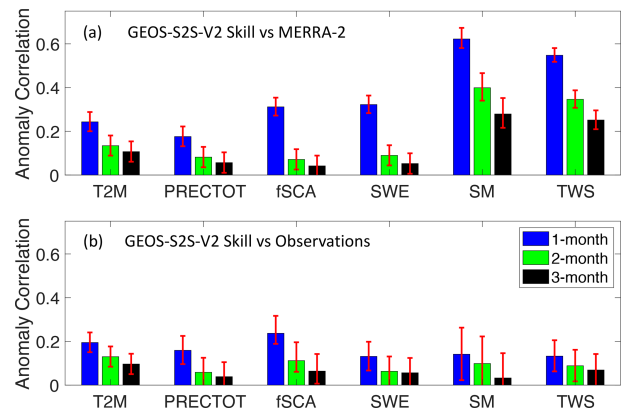 (a) GEOS-S2S-V2 Skill vs MERRA-2
Anomaly Correlation
0.6
0.4
0.2
0
T2M PRECTOT fSCA SWE SM TWS
(b) GEOS-S2S-V2 Skill vs Observations
Anomaly Correlation
0.6
0.4
0.2
0
1-month
2-month
3-month
T2M PRECTOT fSCA SWE SM TWS